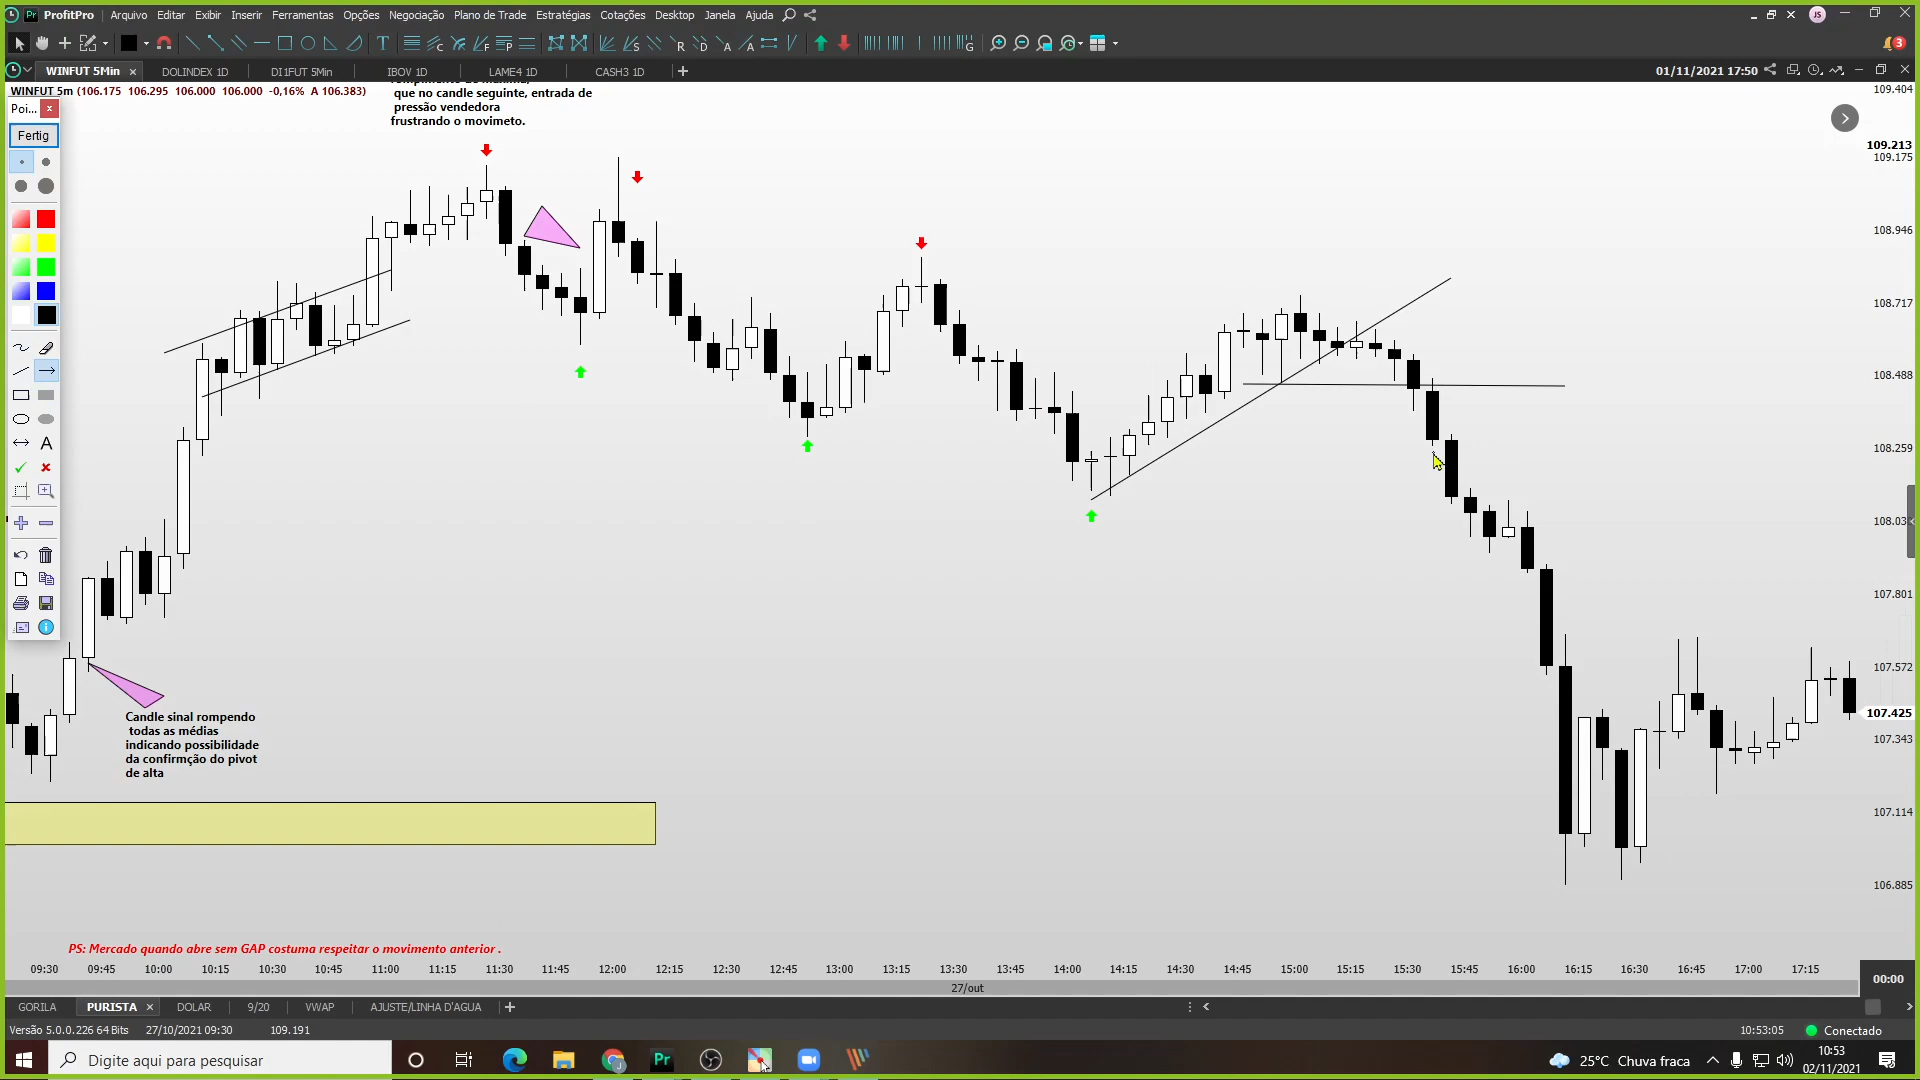 Pr ProfitPro Arquivo Editar Exibir Inserir Ferramentas Opções Negociação Plano de Trade Estratégias Cotações Desktop Janela Ajuda JS
3
WINFUT 5Min DOLINDEX 1D DI1FUT 5Min IBOV 1D LAME4 1D CASH3 1D 01/11/2021 17:50
WINFUT 5m (106.175 106.295 106.000 106.000 -0,16% A 106.383)
que no candle seguinte, entrada de
pressão vendedora
frustrando o movimeto.
Poi...
Fertig
109.404
109.213
109.175
108.946
108.717
108.488
108.259
108.03
107.801
107.572
107.425
107.343
107.114
106.885
Candle sinal rompendo
todas as médias
indicando possibilidade
da confirmção do pivot
de alta
PS: Mercado quando abre sem GAP costuma respeitar o movimento anterior .
09:30 09:45 10:00 10:15 10:30 10:45 11:00 11:15 11:30 11:45 12:00 12:15 12:30 12:45 13:00 13:15 13:30 13:45 14:00 14:15 14:30 14:45 15:00 15:15 15:30 15:45 16:00 16:15 16:30 16:45 17:00 17:15
00:00
27/out
GORILA PURISTA DOLAR 9/20 VWAP AJUSTE/LINHA D'AGUA
Versão 5.0.0.226 64 Bits 27/10/2021 09:30 109.191 10:53:05 Conectado
Digite aqui para pesquisar Pr 25°C Chuva fraca 10:53
02/11/2021